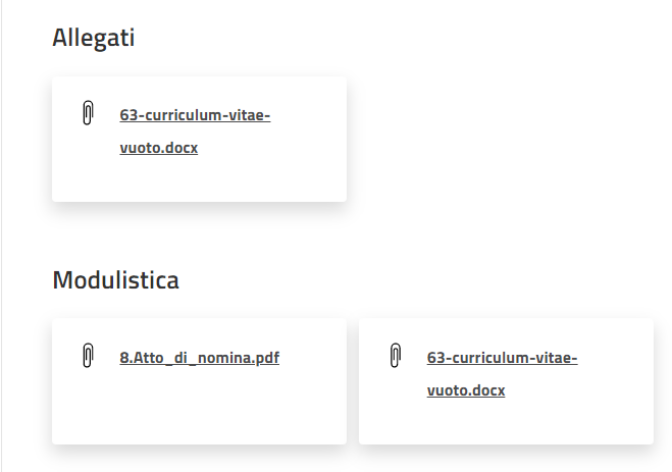 Allegati
63-curriculum-vitae-
vuoto.docx
Modulistica
8.Atto_di_nomina.pdf
63-curriculum-vitae-
vuoto.docx